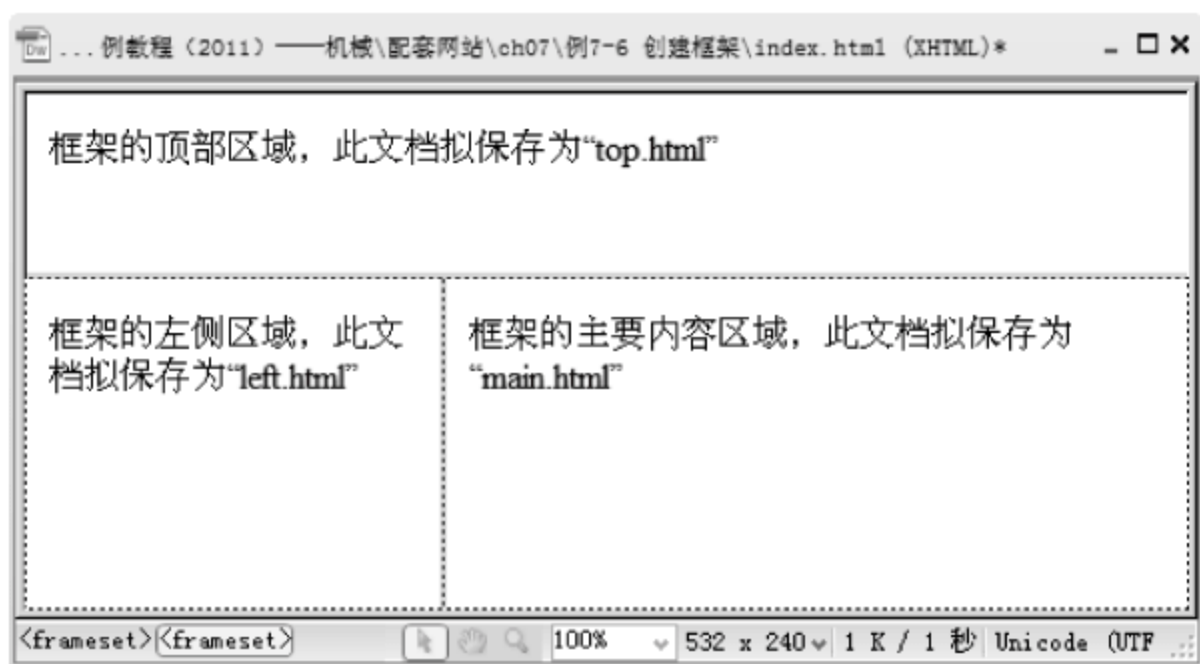 ...例教程（2011）——机械\配套网站\ch07\例7-6 创建框架\index.html (XHTML)*
框架的顶部区域，此文档拟保存为“top.html”
框架的左侧区域，此文
档拟保存为“left.html”
框架的主要内容区域，此文档拟保存为
“main.html”
<frameset><frameset> 100% 532 x 240 1 K / 1 秒 Unicode (UTF